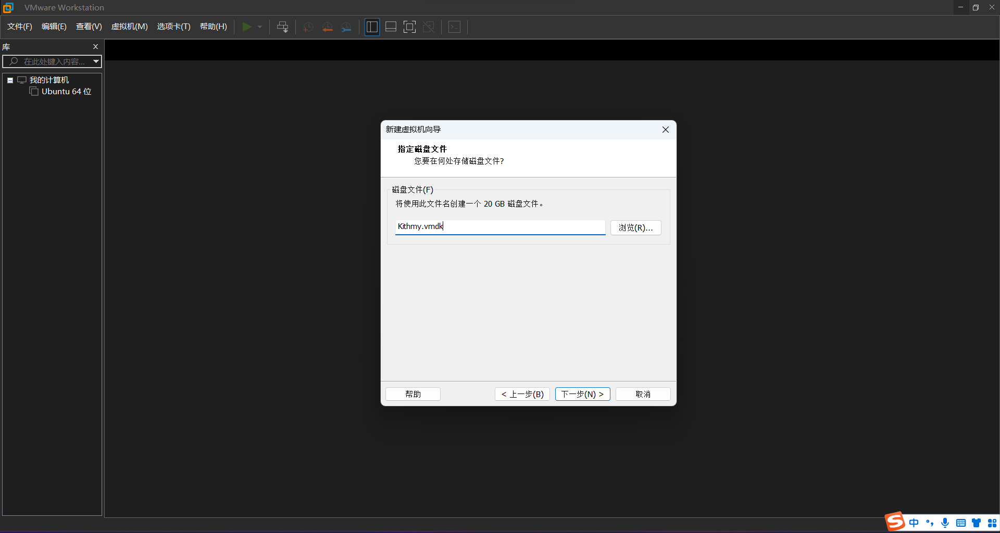 VMware Workstation
文件(F) 编辑(E) 查看(V) 虚拟机(M) 选项卡(T) 帮助(H)
库
在此处键入内容...
我的计算机
Ubuntu 64 位
新建虚拟机向导
指定磁盘文件
您要在何处存储磁盘文件?
磁盘文件(F)
将使用此文件名创建一个 20 GB 磁盘文件。
Kithmy.vmdk
浏览(R)...
帮助
< 上一步(B)
下一步(N) >
取消
中